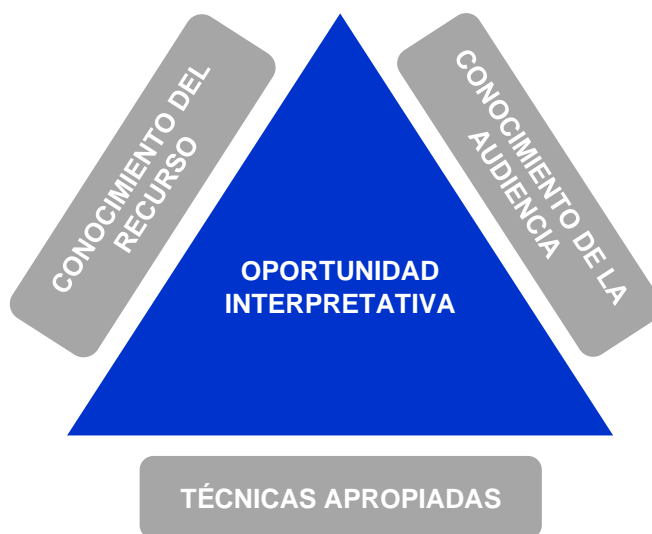 CONOCIMIENTO DEL
RECURSO
CONOCIMIENTO DE LA
AUDIENCIA
OPORTUNIDAD
INTERPRETATIVA
TÉCNICAS APROPIADAS